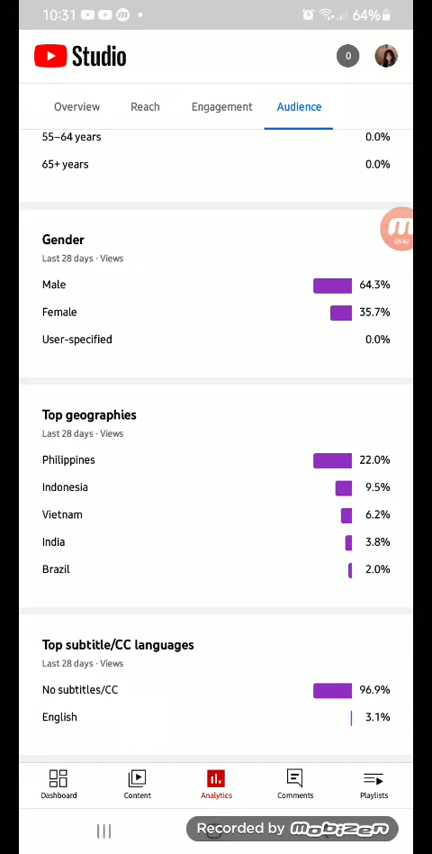 10:31
64%
Studio
0
Overview Reach Engagement Audience
55–64 years 0.0%
65+ years 0.0%
Gender
05:42
Last 28 days · Views
Male 64.3%
Female 35.7%
User-specified 0.0%
Top geographies
Last 28 days · Views
Philippines 22.0%
Indonesia 9.5%
Vietnam 6.2%
India 3.8%
Brazil 2.0%
Top subtitle/CC languages
Last 28 days · Views
No subtitles/CC 96.9%
English 3.1%
Dashboard Content Analytics Comments Playlists
Recorded by mobizen